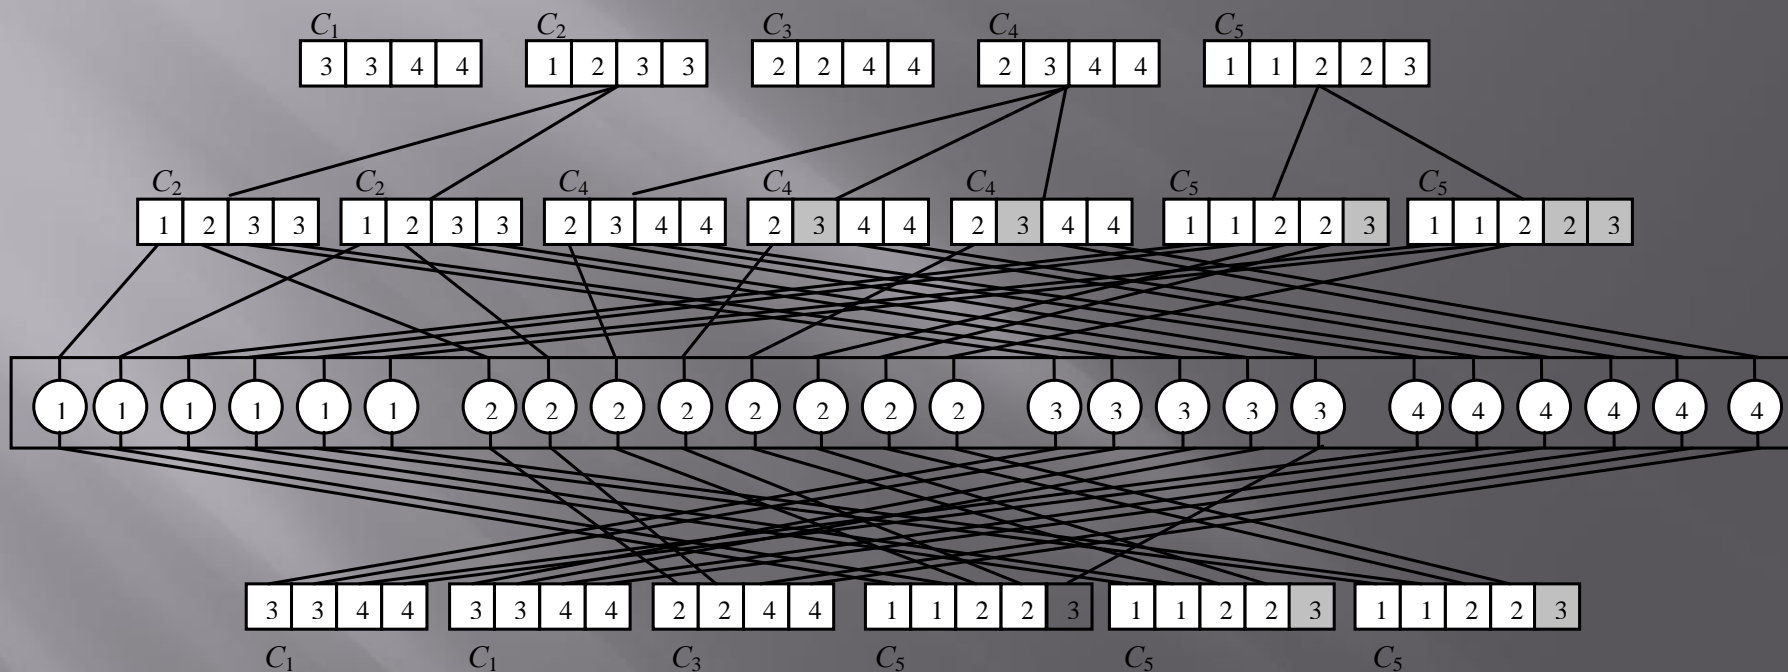 C1 C2 C3 C4 C5
3 3 4 4 1 2 3 3 2 2 4 4 2 3 4 4 1 1 2 2 3
C2 C2 C4 C4 C4 C5 C5
1 2 3 3 1 2 3 3 2 3 4 4 2 3 4 4 2 3 4 4 1 1 2 2 3 1 1 2 2 3
1 1 1 1 1 1 2 2 2 2 2 2 2 2 3 3 3 3 3 4 4 4 4 4 4
3 3 4 4 3 3 4 4 2 2 4 4 1 1 2 2 3 1 1 2 2 3 1 1 2 2 3
C1 C1 C3 C5 C5 C5